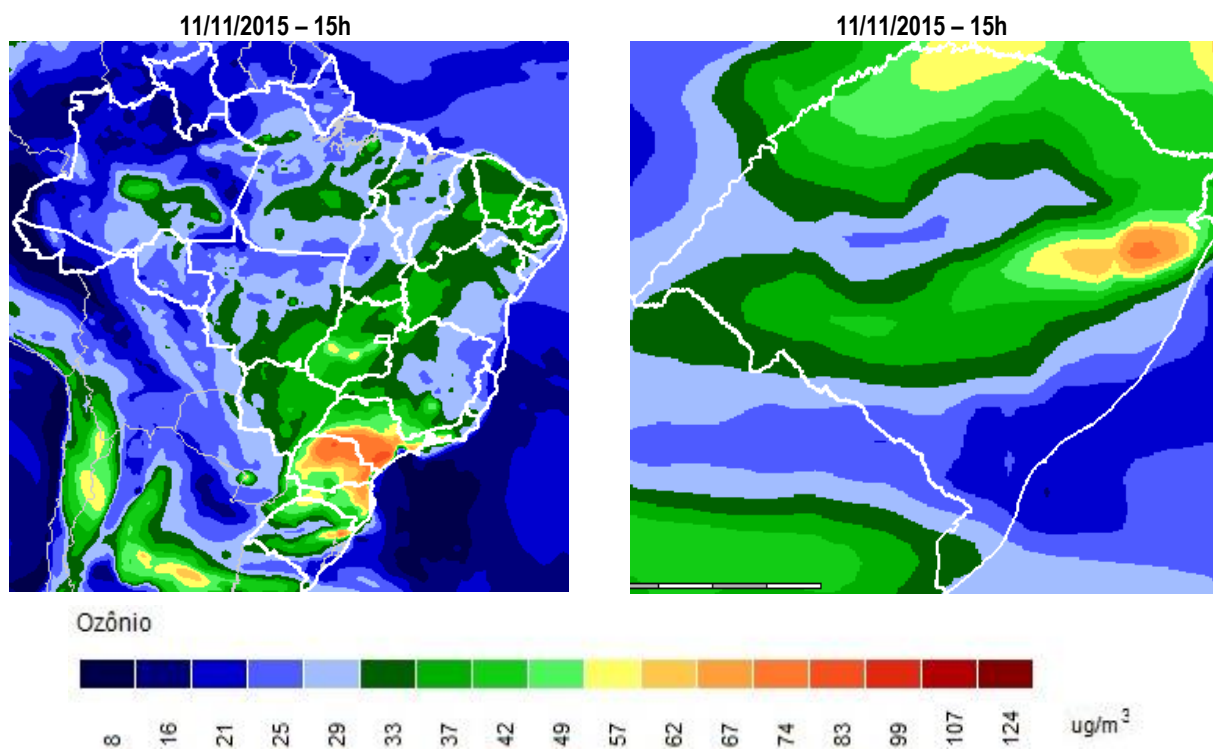 11/11/2015 – 15h
11/11/2015 – 15h
Ozônio
8 16 21 25 29 33 37 42 49 57 62 67 74 83 99 107 124 ug/m³